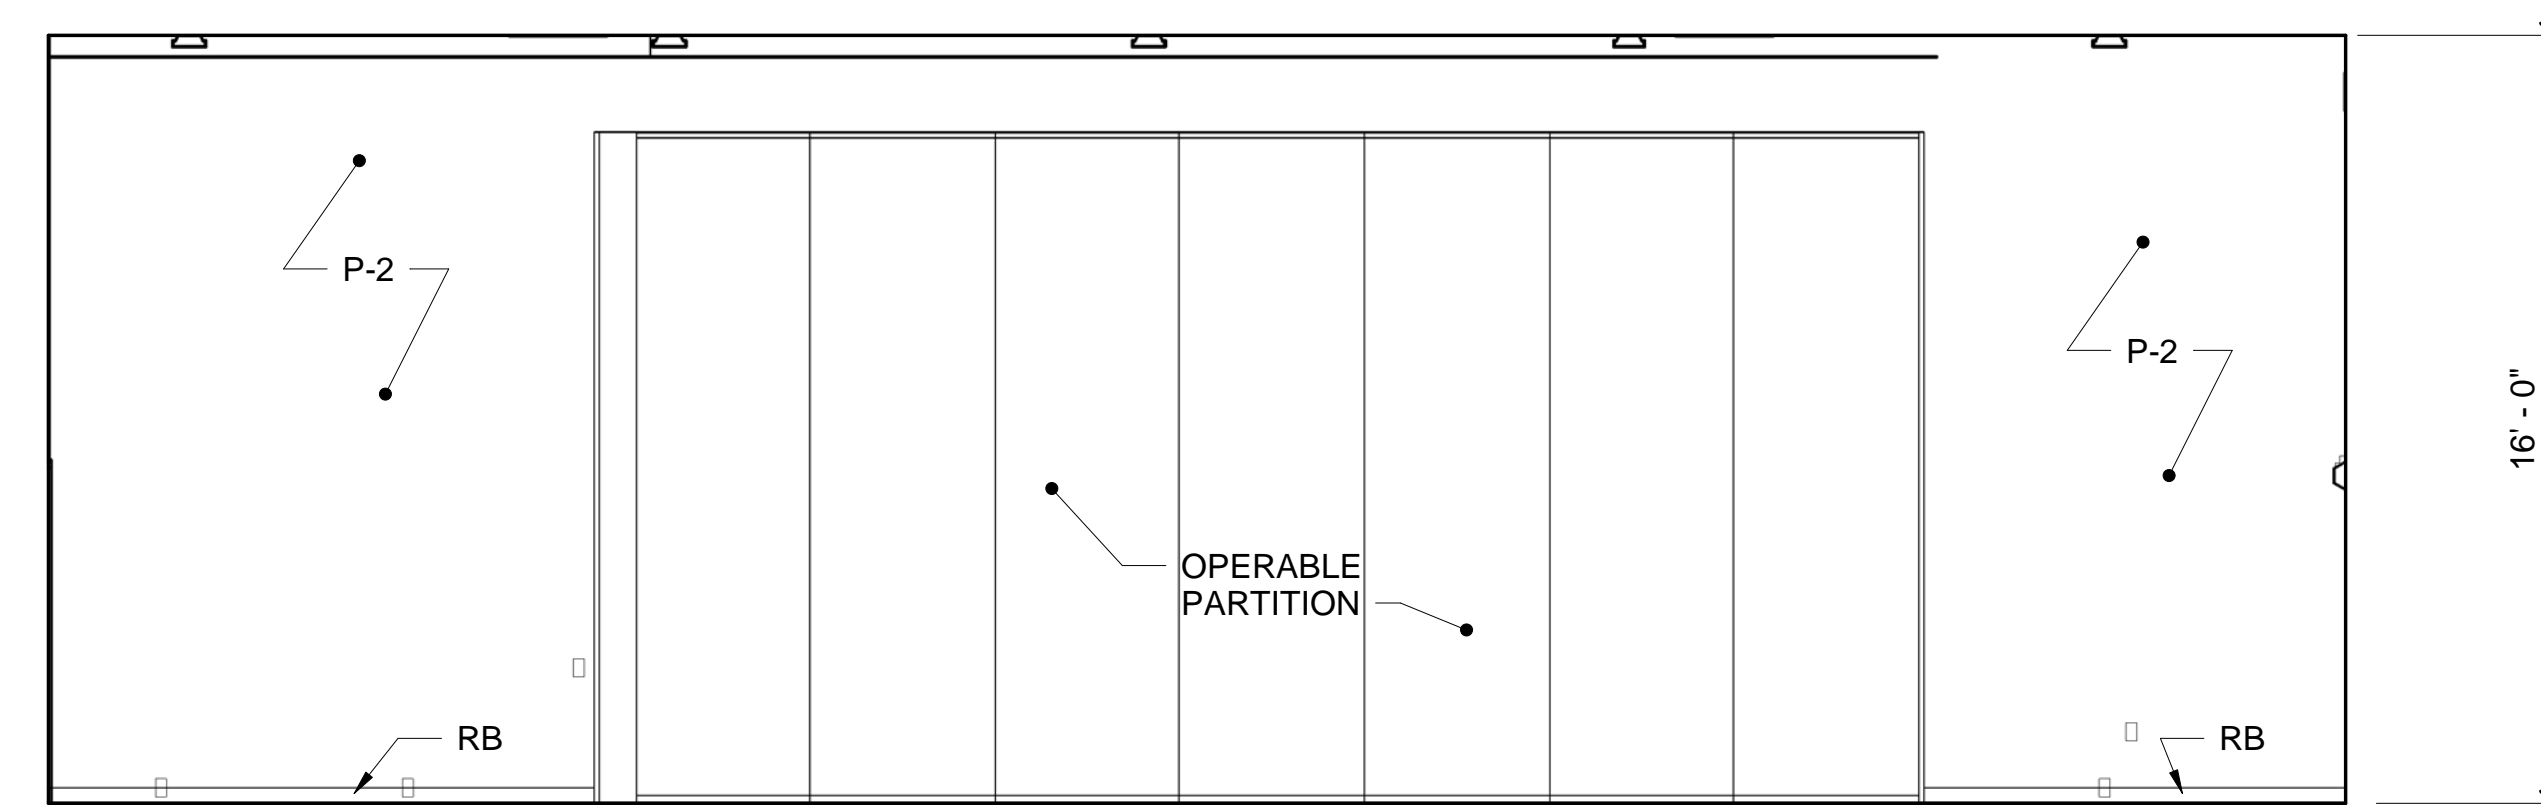 P-2
P-2
16' - 0"
OPERABLE
PARTITION
RB
RB